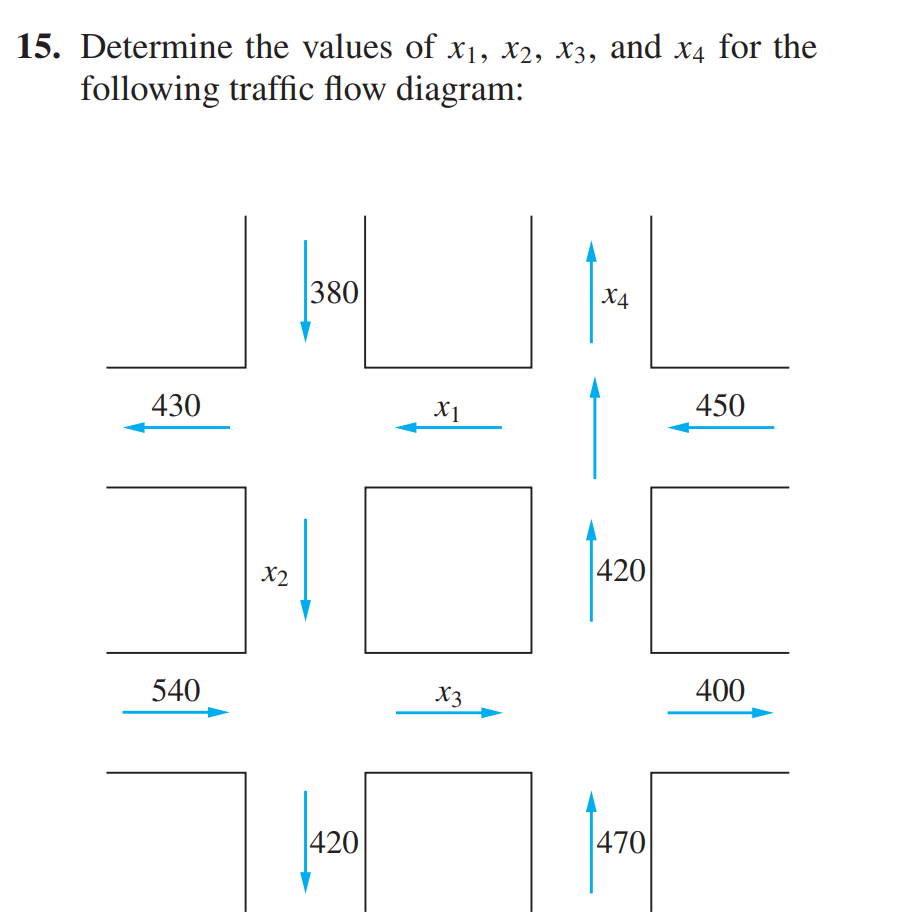 15. Determine the values of x₁, x₂, x₃, and x₄ for the
following traffic flow diagram:
380
x₄
430
x₁
450
x₂
420
540
x₃
400
420
470